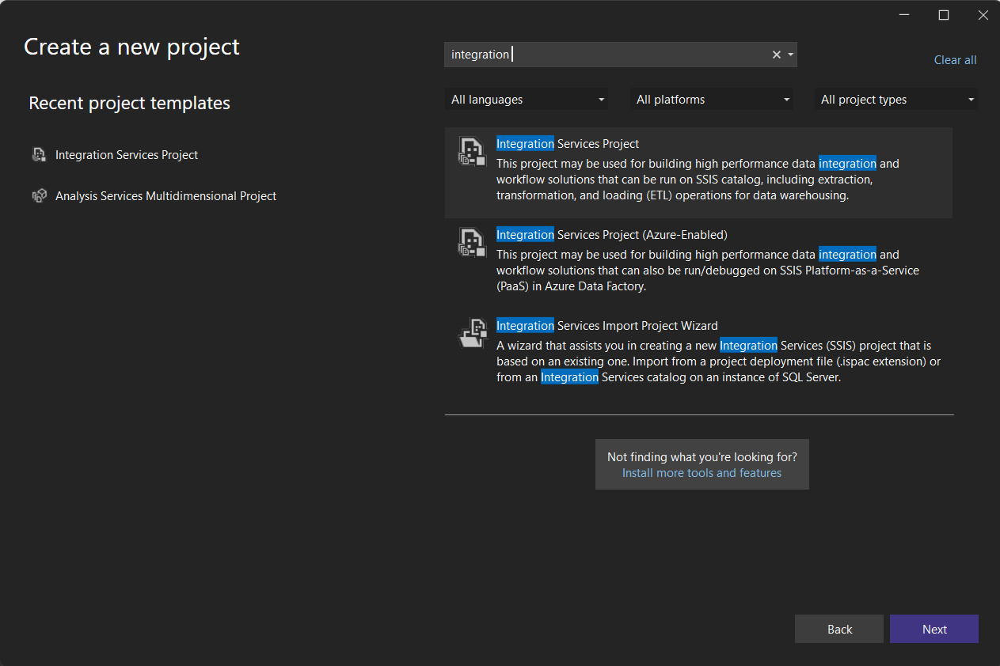 Create a new project
Recent project templates
Integration Services Project
Analysis Services Multidimensional Project
integration
Clear all
All languages
All platforms
All project types
Integration Services Project
This project may be used for building high performance data integration and
workflow solutions that can be run on SSIS catalog, including extraction,
transformation, and loading (ETL) operations for data warehousing.
Integration Services Project (Azure-Enabled)
This project may be used for building high performance data integration and
workflow solutions that can also be run/debugged on SSIS Platform-as-a-Service
(PaaS) in Azure Data Factory.
Integration Services Import Project Wizard
A wizard that assists you in creating a new Integration Services (SSIS) project that is
based on an existing one. Import from a project deployment file (.ispac extension) or
from an Integration Services catalog on an instance of SQL Server.
Not finding what you're looking for?
Install more tools and features
Back
Next